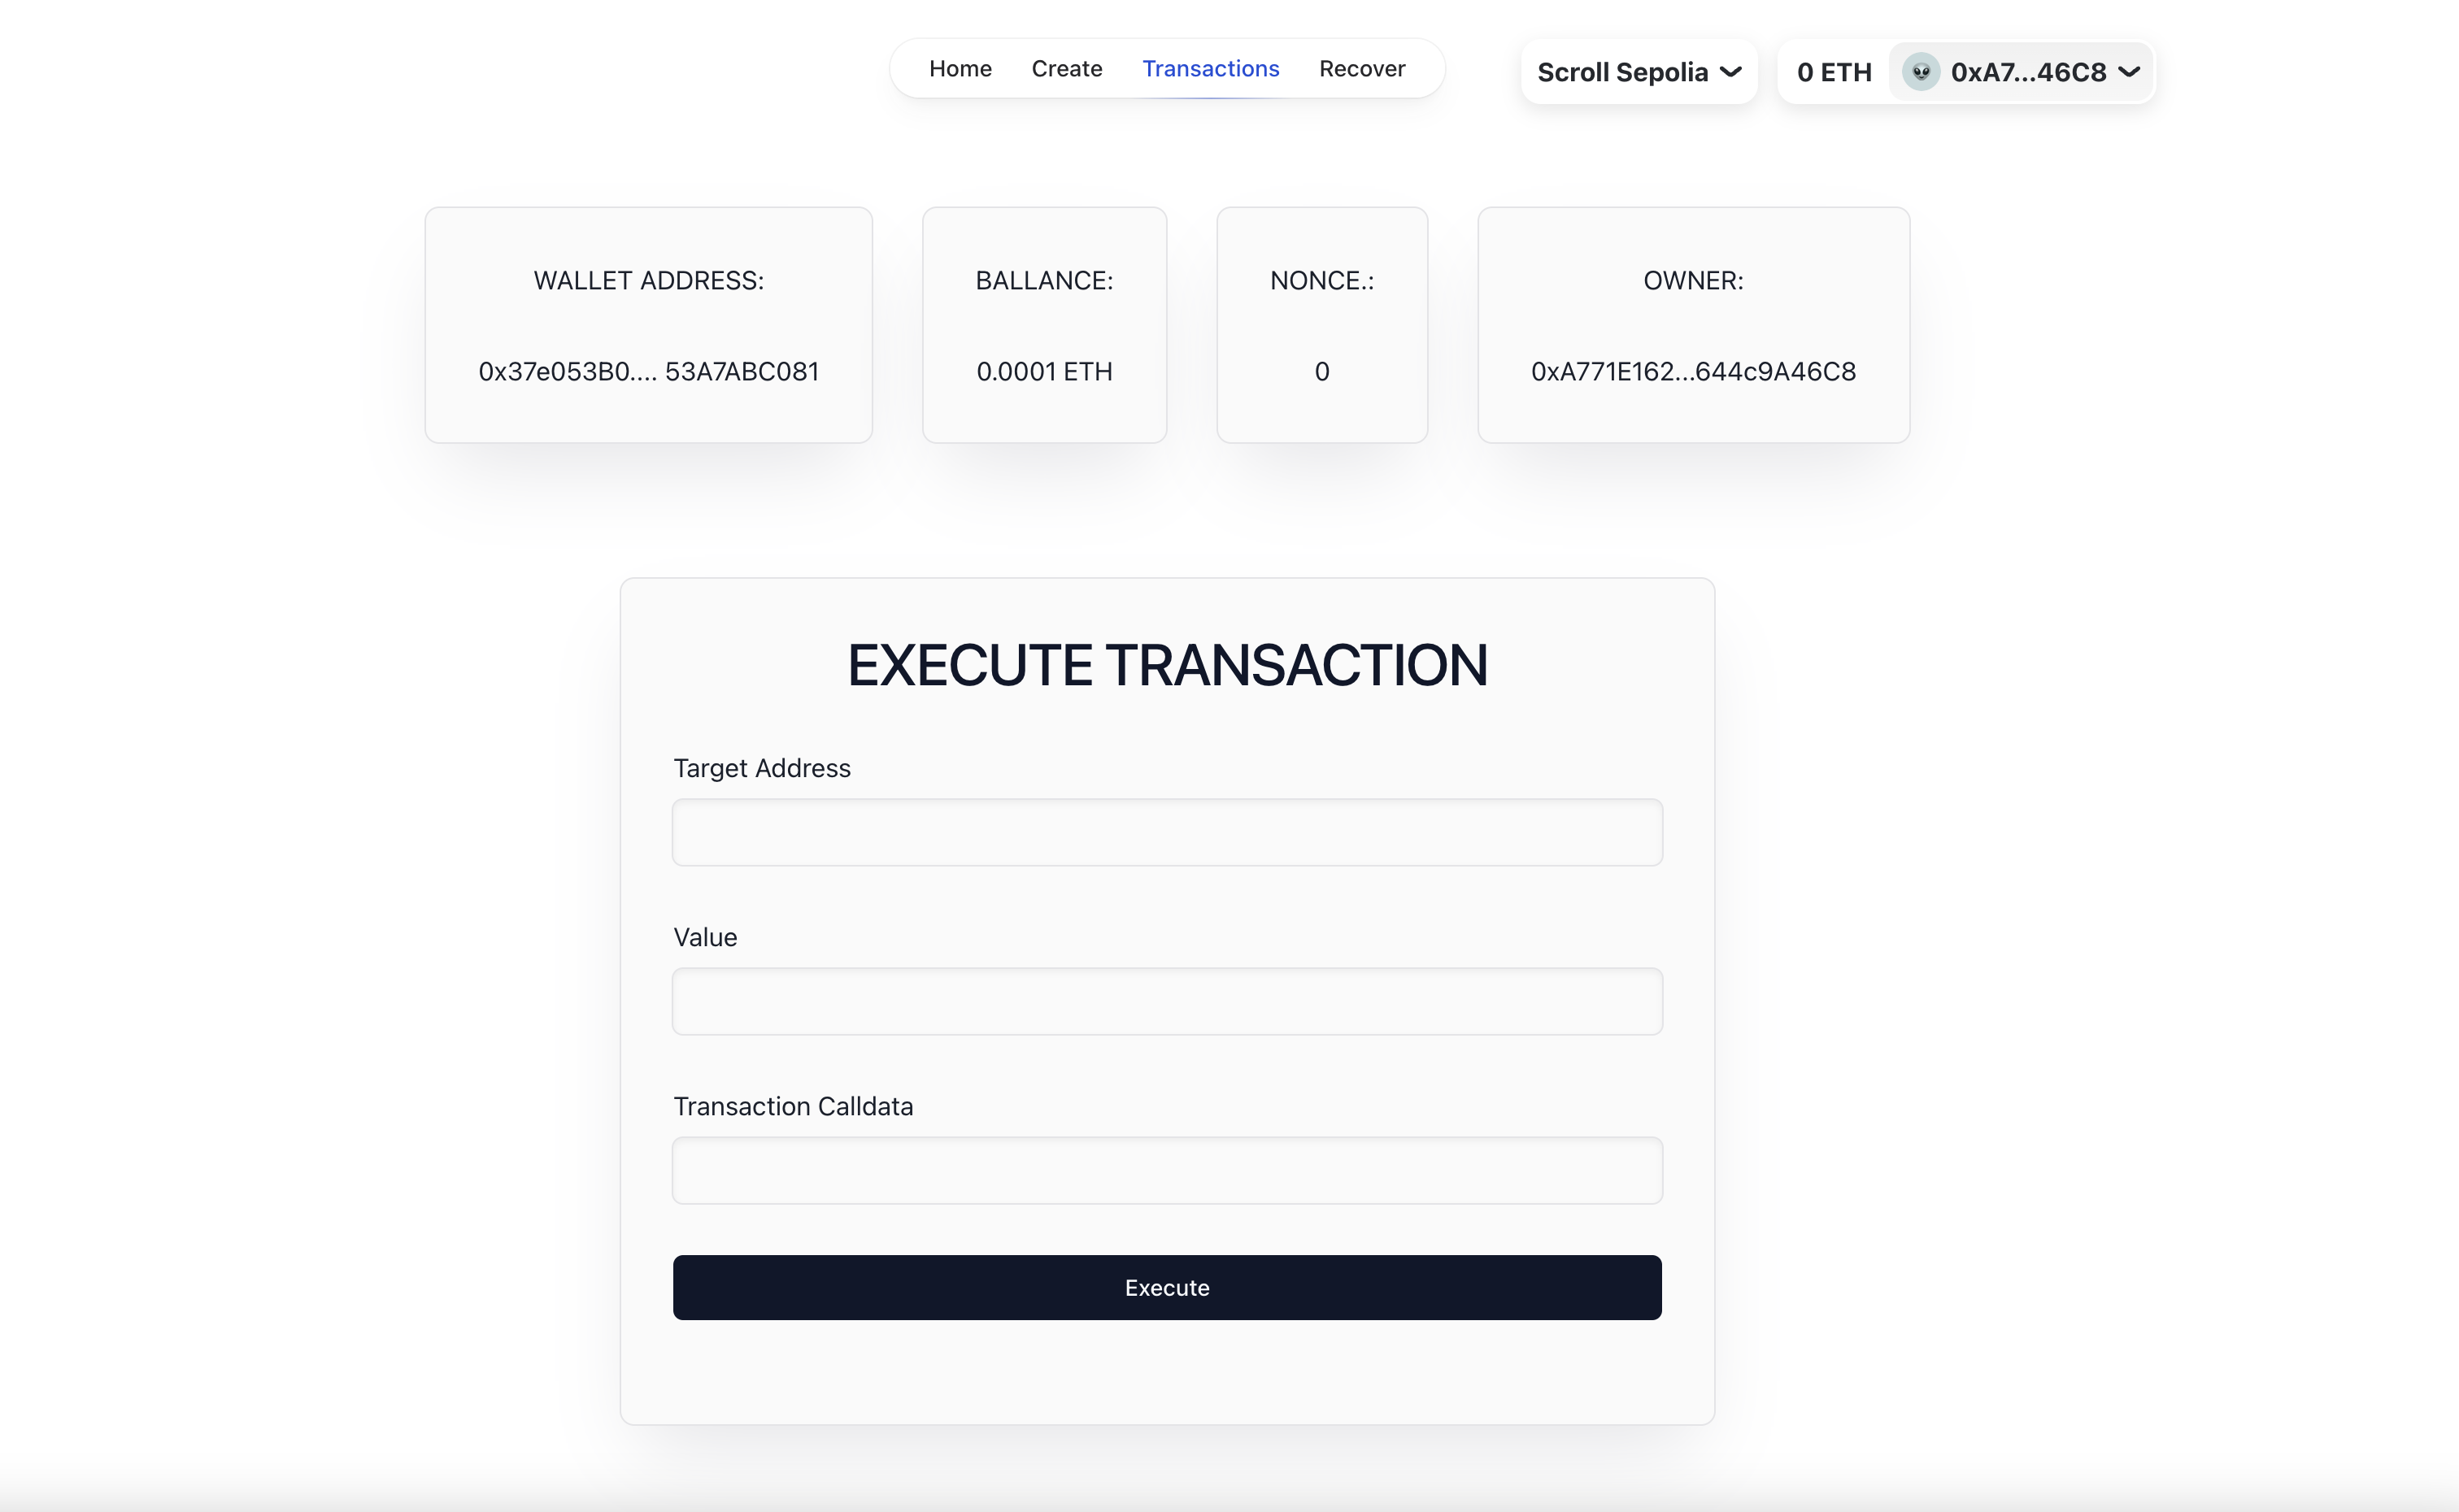 Home Create Transactions Recover
Scroll Sepolia 0 ETH 0xA7...46C8
WALLET ADDRESS:
0x37e053B0.... 53A7ABC081
BALLANCE:
0.0001 ETH
NONCE.:
0
OWNER:
0xA771E162...644c9A46C8
EXECUTE TRANSACTION
Target Address
Value
Transaction Calldata
Execute